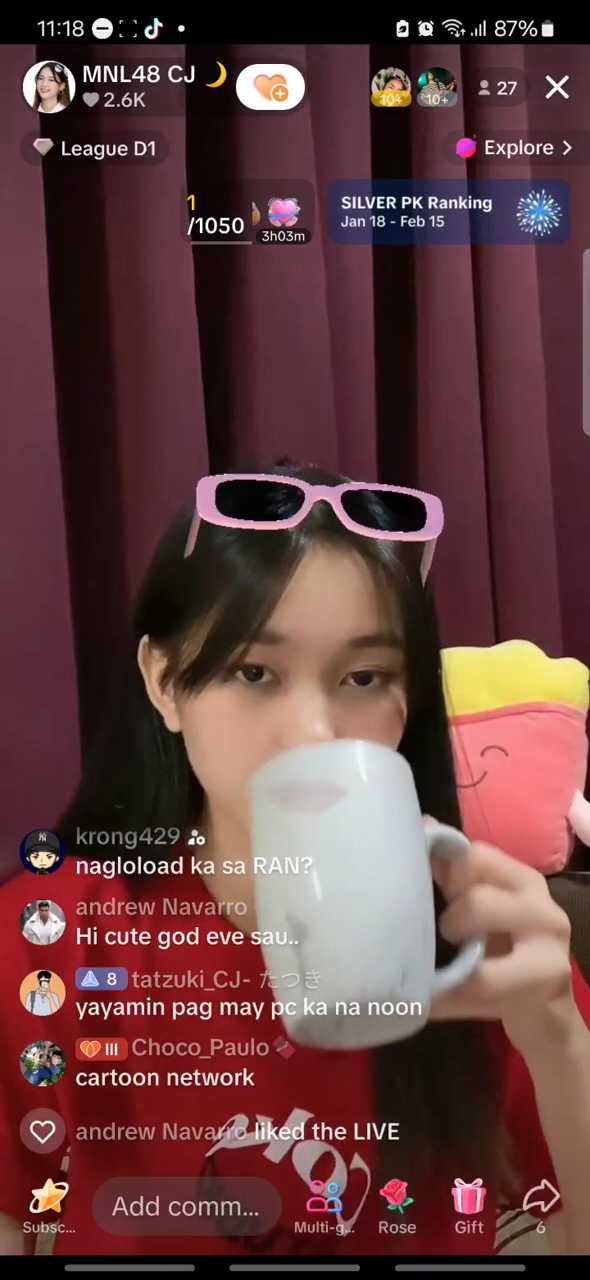 11:18
87%
MNL48 CJ 🌙
2.6K
10+
10+
27
League D1
Explore >
1
/1050
3h03m
SILVER PK Ranking
Jan 18 - Feb 15
krong429
nagloload ka sa RAN?
andrew Navarro
Hi cute god eve sau..
8 tatzuki_CJ- たつき
yayamin pag may pc ka na noon
III Choco_Paulo🍫
cartoon network
andrew Navarro liked the LIVE
Subsc...
Add comm...
Multi-g...
Rose
Gift
6